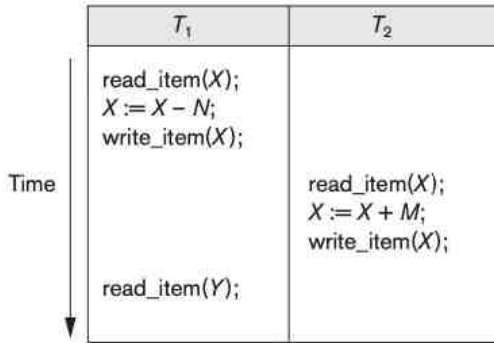 T₁ T₂
read_item(X);
X := X – N;
write_item(X);
Time
read_item(X);
X := X + M;
write_item(X);
read_item(Y);